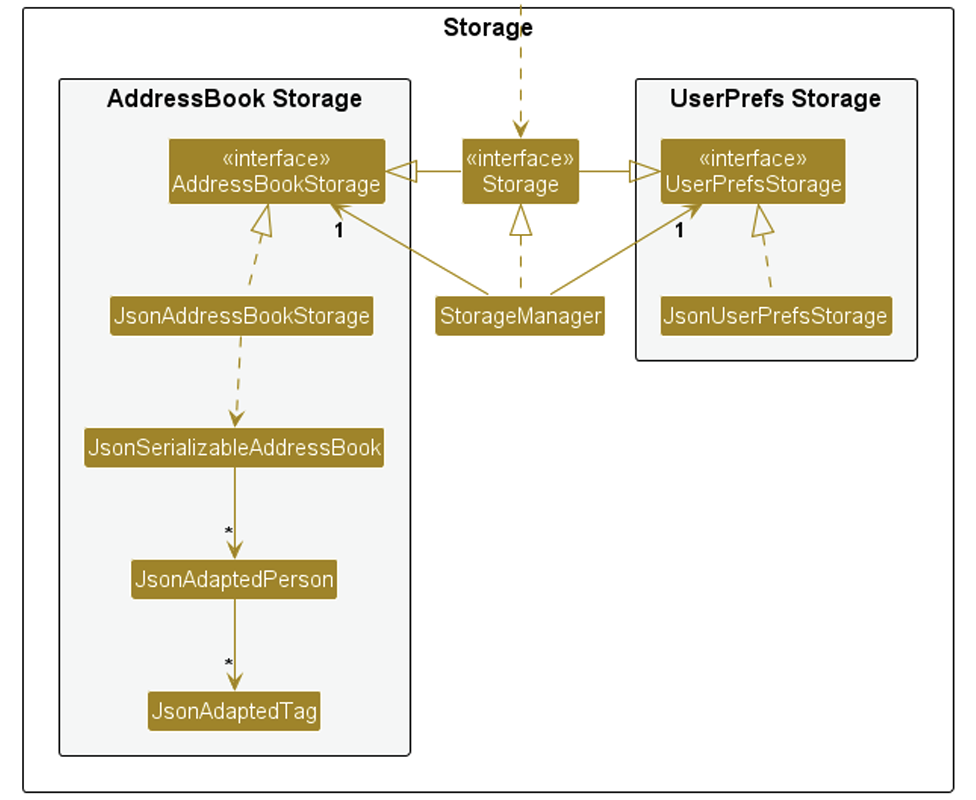 Storage
AddressBook Storage
UserPrefs Storage
«interface»
AddressBookStorage
«interface»
Storage
«interface»
UserPrefsStorage
1
1
JsonAddressBookStorage
StorageManager
JsonUserPrefsStorage
JsonSerializableAddressBook
*
JsonAdaptedPerson
*
JsonAdaptedTag